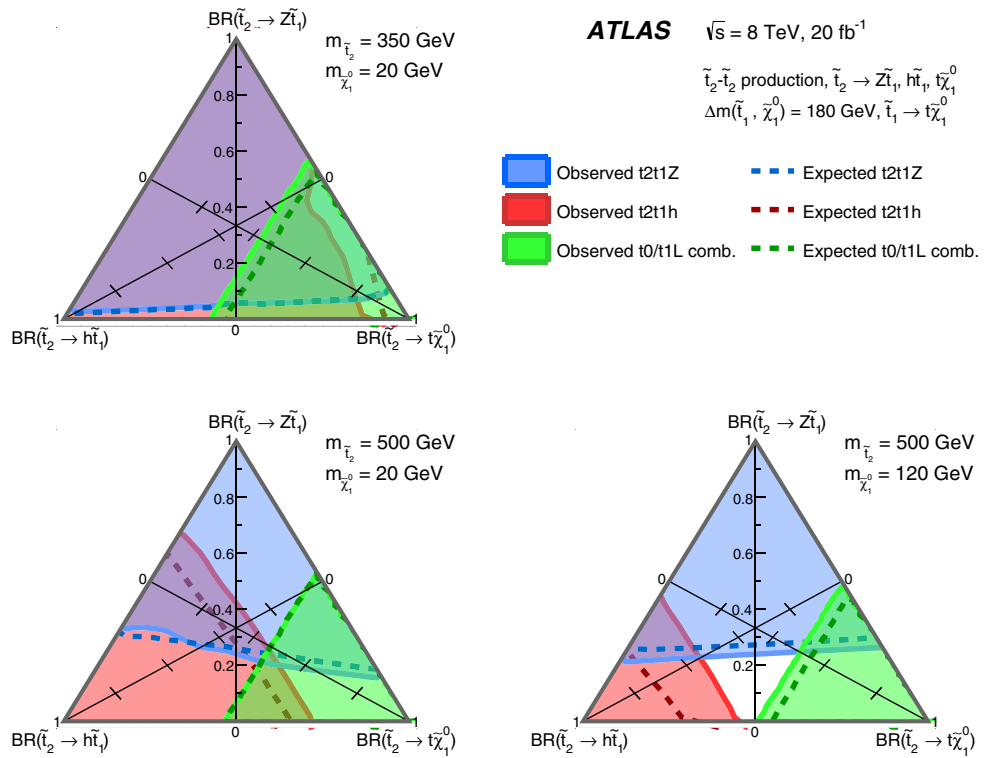 BR(t̃₂ → Zt̃₁)
1
m t̃₂ = 350 GeV
m χ̃₁⁰ = 20 GeV
0.8
0.6
0
0
0.4
0.2
1
0
1
BR(t̃₂ → ht̃₁)
BR(t̃₂ → tχ̃₁⁰)
ATLAS √s = 8 TeV, 20 fb⁻¹
t̃₂-t̃₂ production, t̃₂ → Zt̃₁, ht̃₁, tχ̃₁⁰
Δm(t̃₁, χ̃₁⁰) = 180 GeV, t̃₁ → tχ̃₁⁰
Observed t2t1Z
Expected t2t1Z
Observed t2t1h
Expected t2t1h
Observed t0/t1L comb.
Expected t0/t1L comb.
BR(t̃₂ → Zt̃₁)
1
m t̃₂ = 500 GeV
m χ̃₁⁰ = 20 GeV
0.8
0.6
0
0
0.4
0.2
1
0
1
BR(t̃₂ → ht̃₁)
BR(t̃₂ → tχ̃₁⁰)
BR(t̃₂ → Zt̃₁)
1
m t̃₂ = 500 GeV
m χ̃₁⁰ = 120 GeV
0.8
0.6
0
0
0.4
0.2
1
0
1
BR(t̃₂ → ht̃₁)
BR(t̃₂ → tχ̃₁⁰)